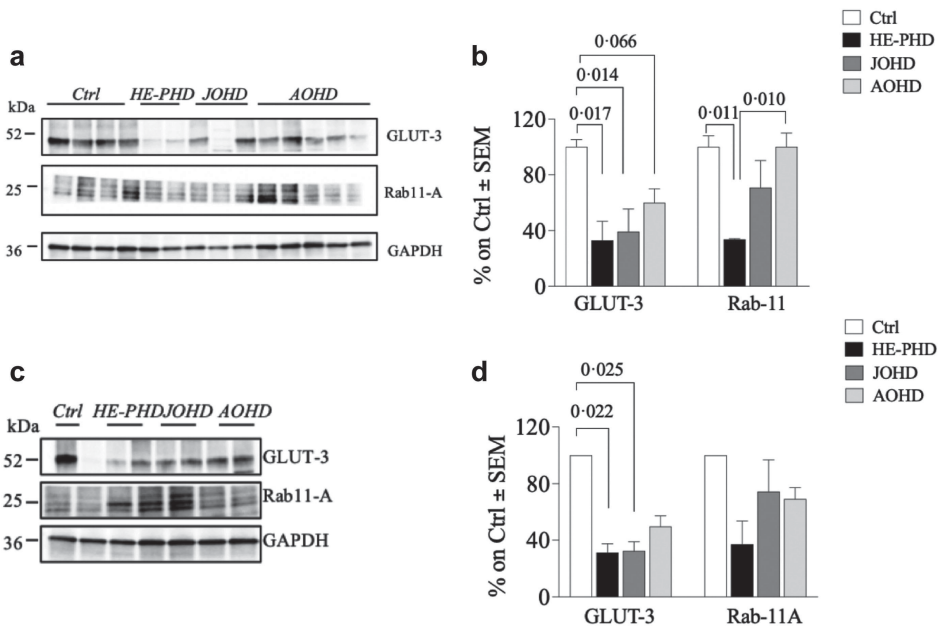 a
Ctrl HE-PHD JOHD AOHD
kDa
52
GLUT-3
25
Rab11-A
36
GAPDH
b
Ctrl
HE-PHD
JOHD
AOHD
0·066
0·014
0·017
0·011
0·010
% on Ctrl ± SEM
120
80
40
0
GLUT-3 Rab-11
c
Ctrl HE-PHD JOHD AOHD
kDa
52
GLUT-3
25
Rab11-A
36
GAPDH
d
Ctrl
HE-PHD
JOHD
AOHD
0·025
0·022
% on Ctrl ± SEM
120
80
40
0
GLUT-3 Rab-11A